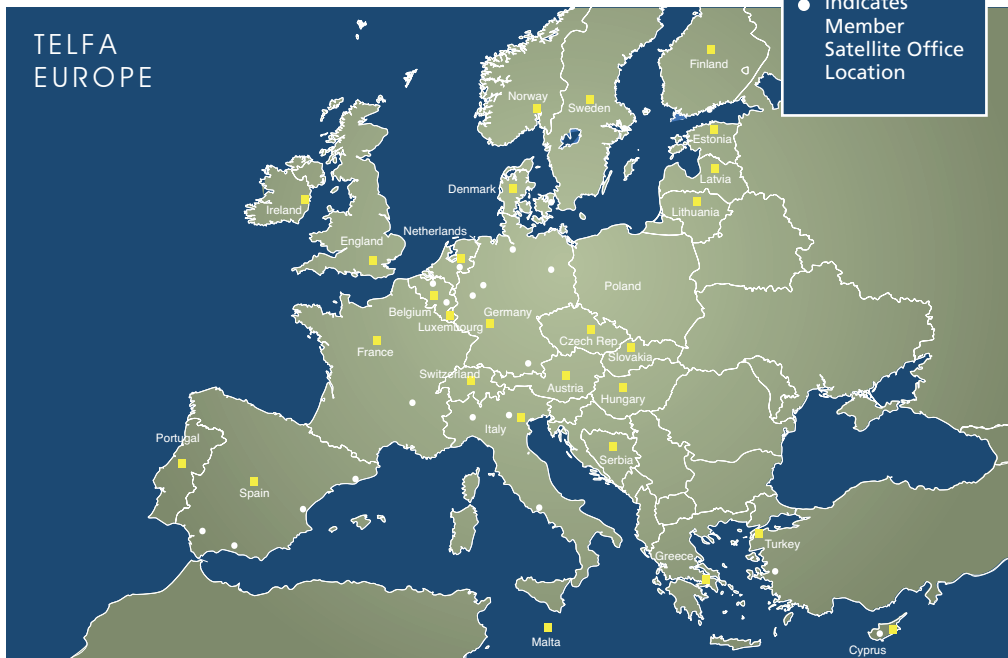 TELFA
EUROPE
Indicates
Member
Satellite Office
Location
Finland
Norway
Sweden
Estonia
Latvia
Denmark
Lithuania
Ireland
Netherlands
England
Poland
Belgium
Germany
Luxembourg
Czech Rep.
France
Slovakia
Switzerland
Austria
Hungary
Italy
Portugal
Serbia
Spain
Turkey
Greece
Malta
Cyprus